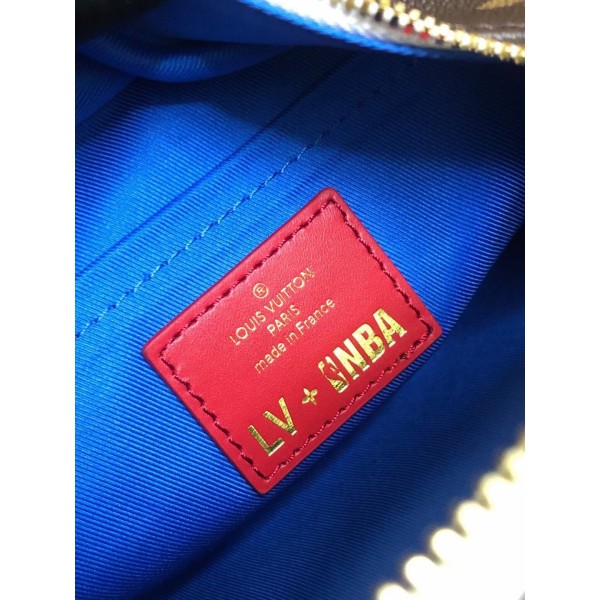 ®
LOUIS VUITTON
PARIS
made in France
LV + NBA